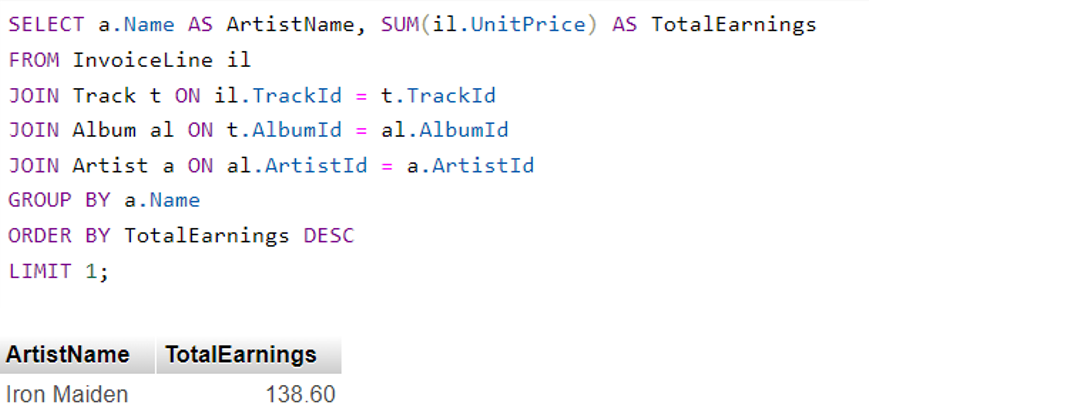 SELECT a.Name AS ArtistName, SUM(il.UnitPrice) AS TotalEarnings
FROM InvoiceLine il
JOIN Track t ON il.TrackId = t.TrackId
JOIN Album al ON t.AlbumId = al.AlbumId
JOIN Artist a ON al.ArtistId = a.ArtistId
GROUP BY a.Name
ORDER BY TotalEarnings DESC
LIMIT 1;
ArtistName TotalEarnings
Iron Maiden 138.60